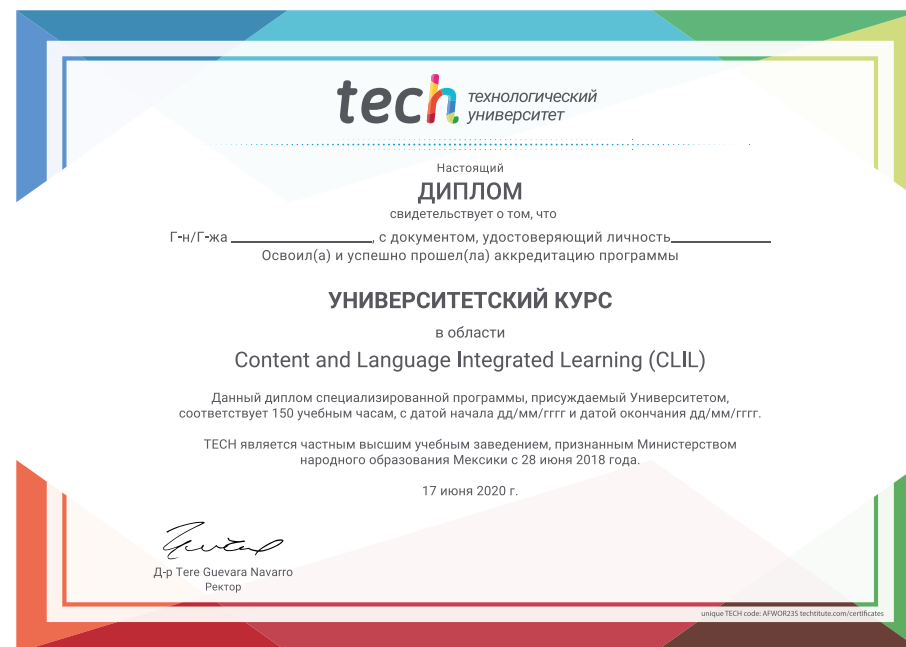 tech технологический
университет
Настоящий
ДИПЛОМ
свидетельствует о том, что
Г-н/Г-жа ____________________, с документом, удостоверяющий личность______________
Освоил(а) и успешно прошел(ла) аккредитацию программы
УНИВЕРСИТЕТСКИЙ КУРС
в области
Content and Language Integrated Learning (CLIL)
Данный диплом специализированной программы, присуждаемый Университетом,
соответствует 150 учебным часам, с датой начала дд/мм/гггг и датой окончания дд/мм/гггг.
TECH является частным высшим учебным заведением, признанным Министерством
народного образования Мексики с 28 июня 2018 года.
17 июня 2020 г.
Д-р Tere Guevara Navarro
Ректор
unique TECH code: AFWOR23S techtitute.com/certificates